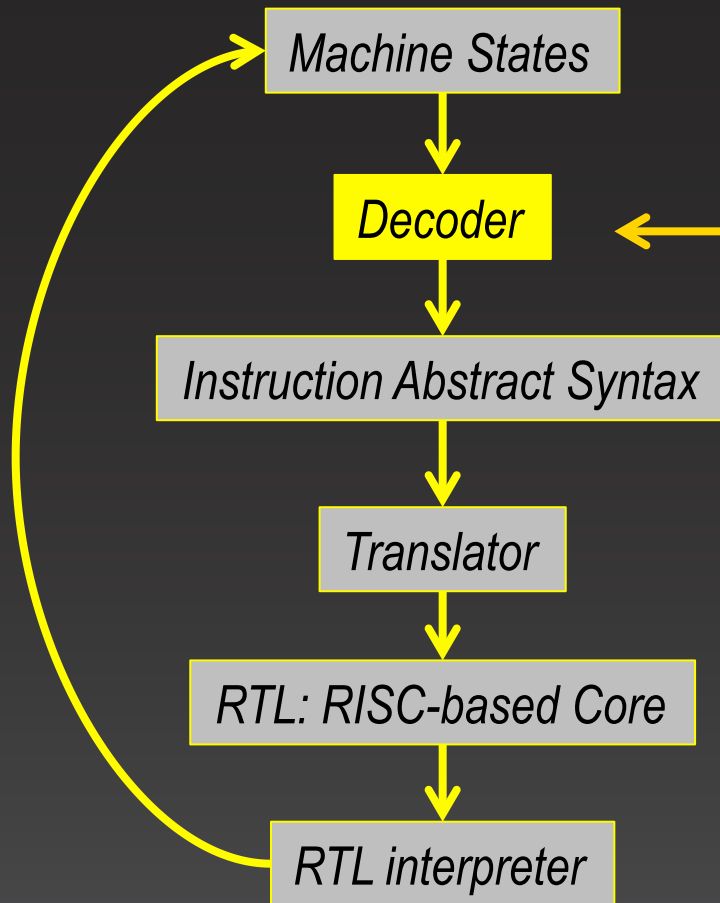 Machine States
Decoder
Instruction Abstract Syntax
Translator
RTL: RISC-based Core
RTL interpreter